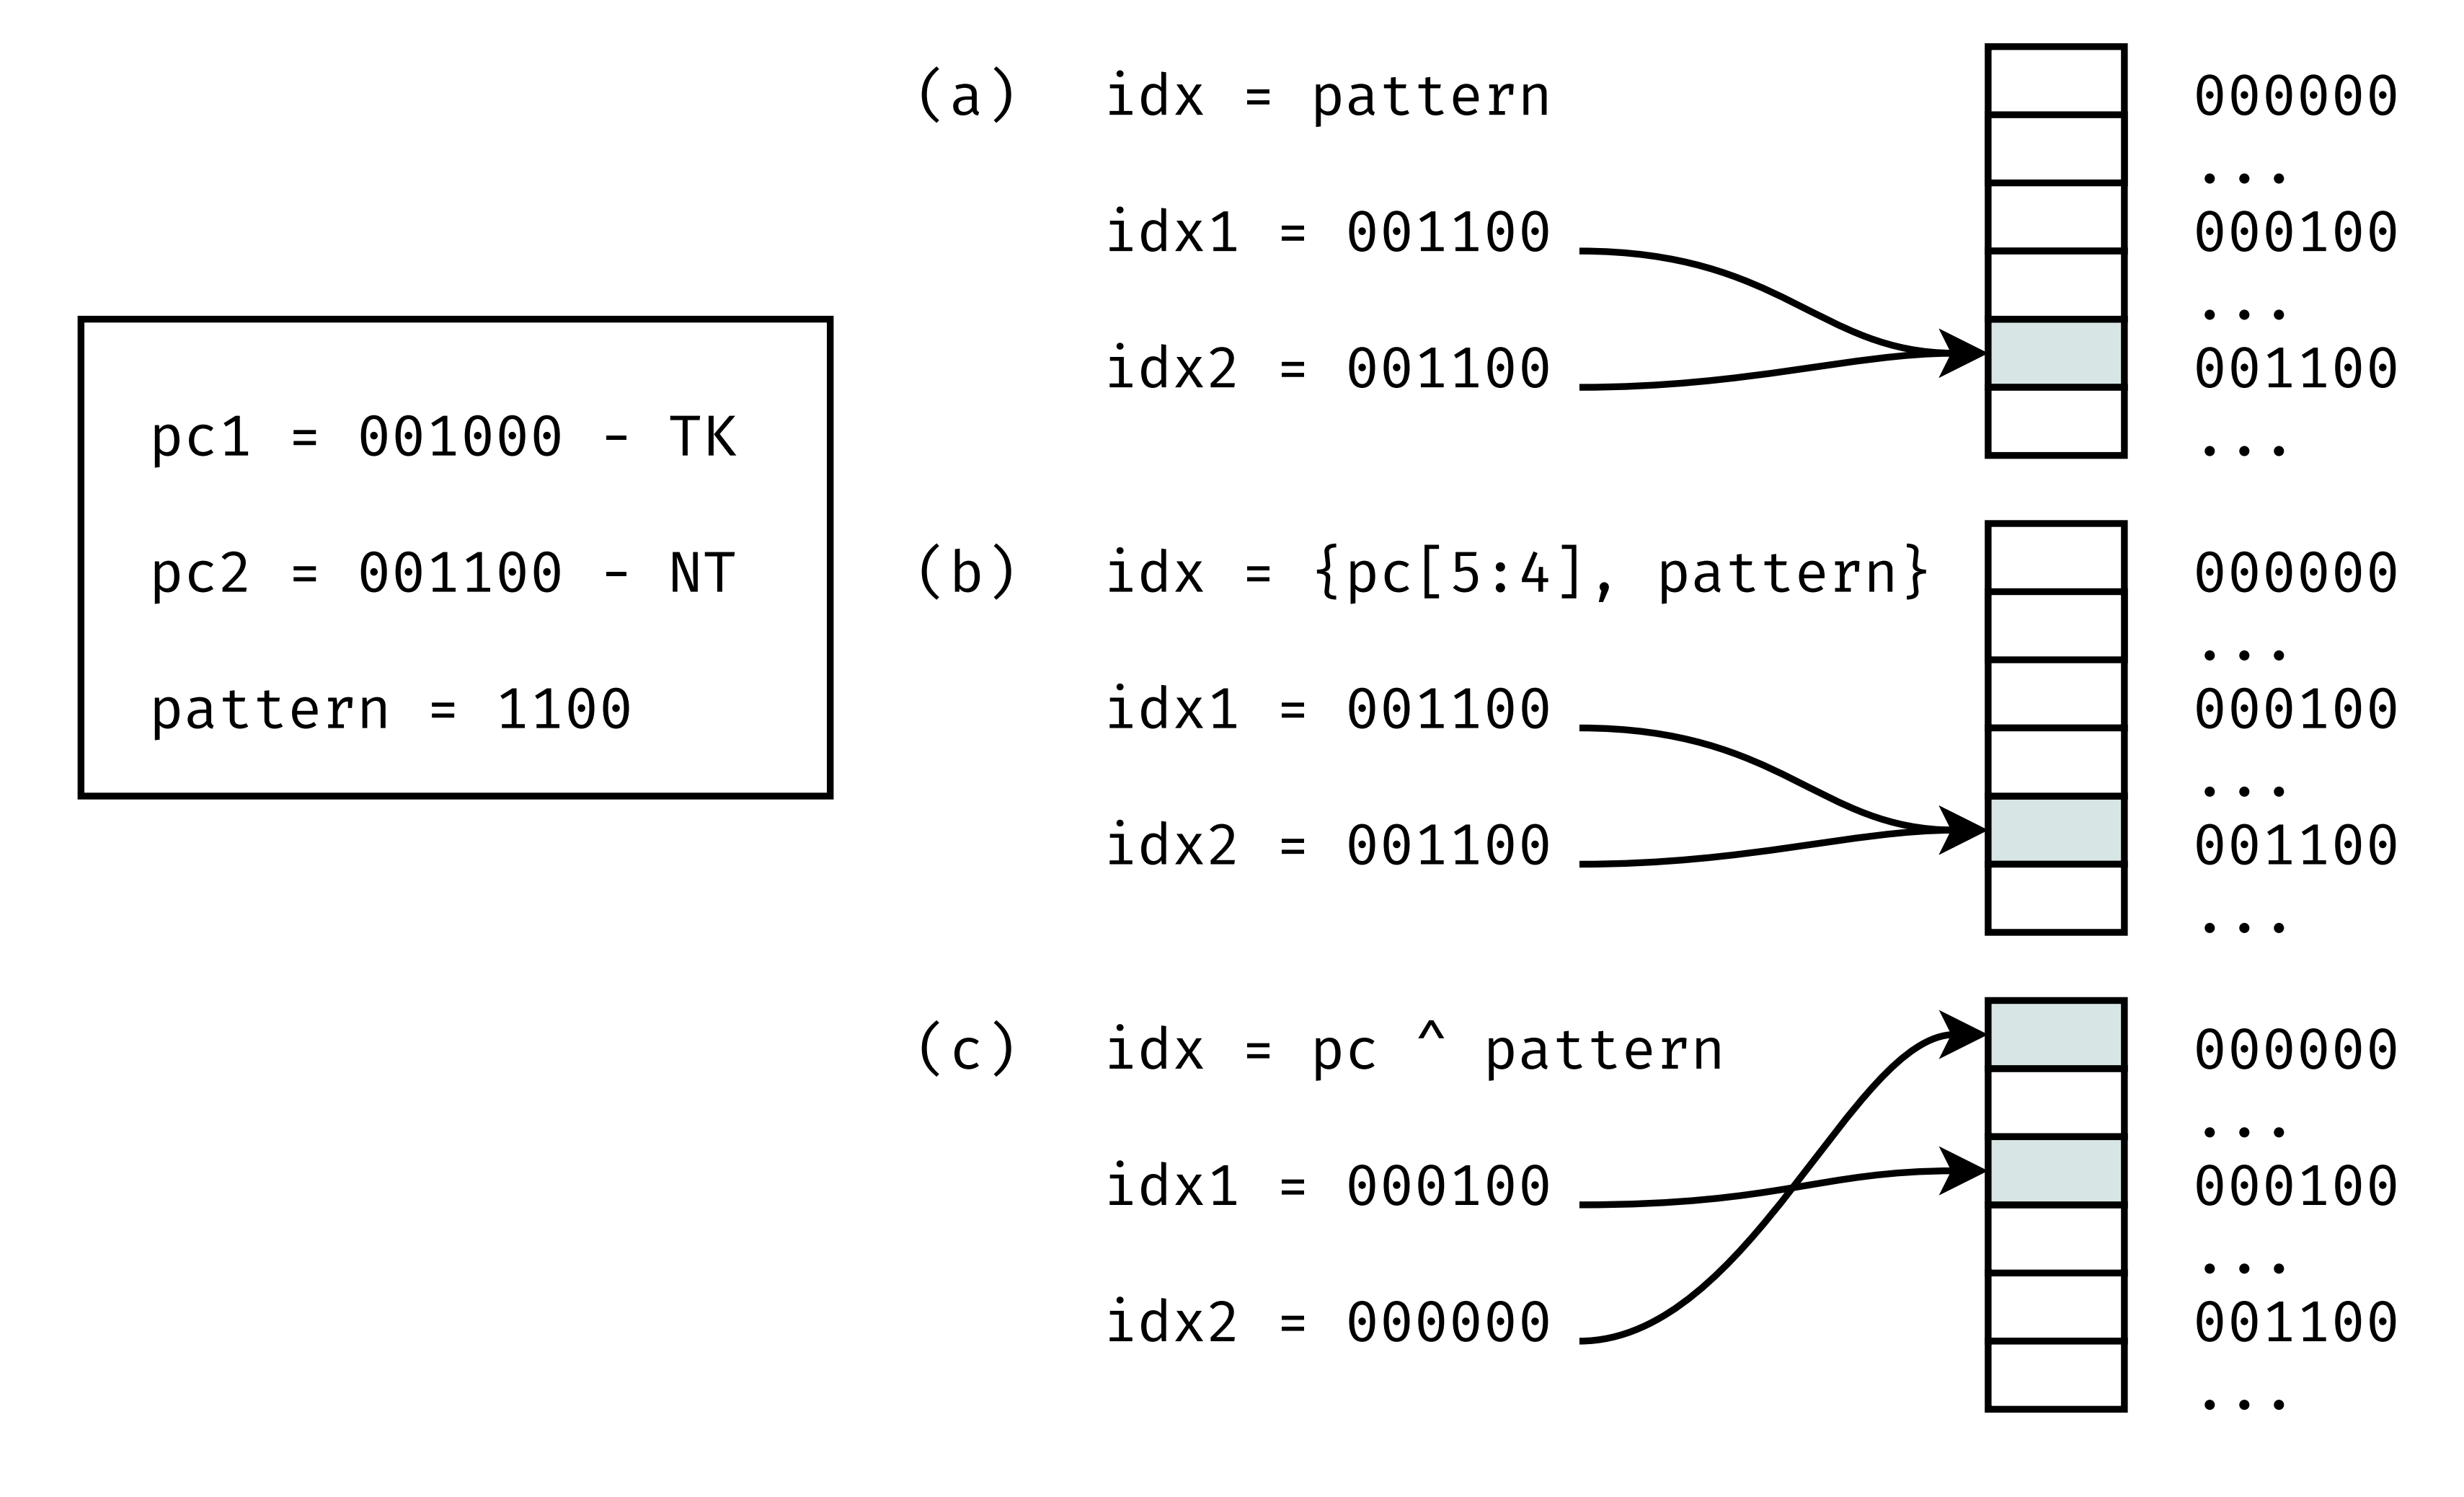 pc1 = 001000 - TK
pc2 = 001100 - NT
pattern = 1100
(a) idx = pattern
idx1 = 001100
idx2 = 001100
000000
...
000100
...
001100
...
(b) idx = {pc[5:4], pattern}
idx1 = 001100
idx2 = 001100
000000
...
000100
...
001100
...
(c) idx = pc ^ pattern
idx1 = 000100
idx2 = 000000
000000
...
000100
...
001100
...